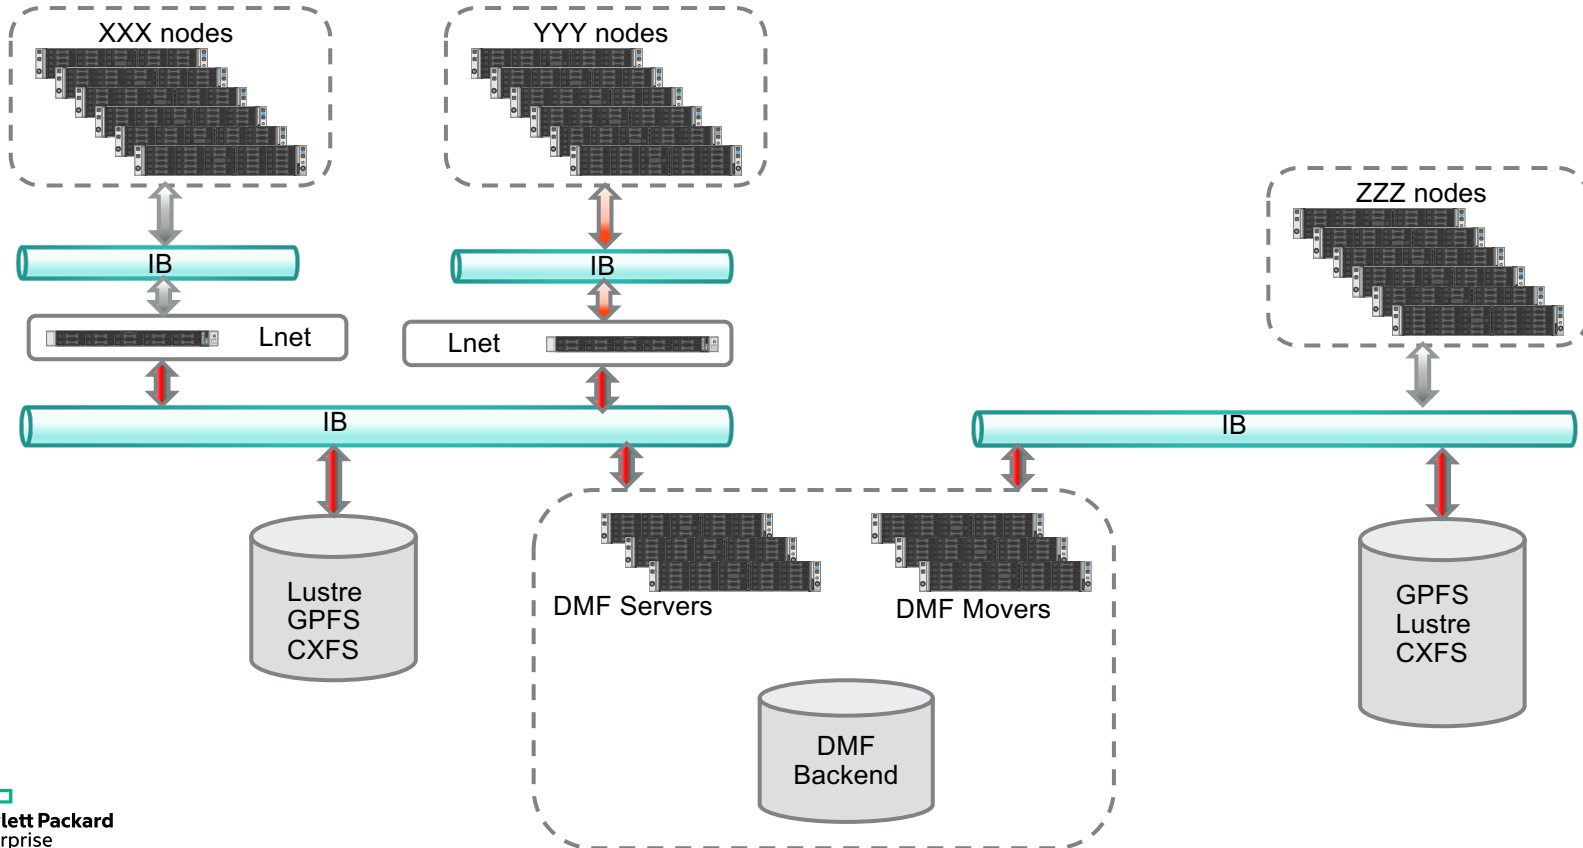 XXX nodes
YYY nodes
ZZZ nodes
IB
IB
Lnet
Lnet
IB
IB
Lustre
GPFS
CXFS
DMF Servers
DMF Movers
GPFS
Lustre
CXFS
DMF
Backend
lett Packard
rprise